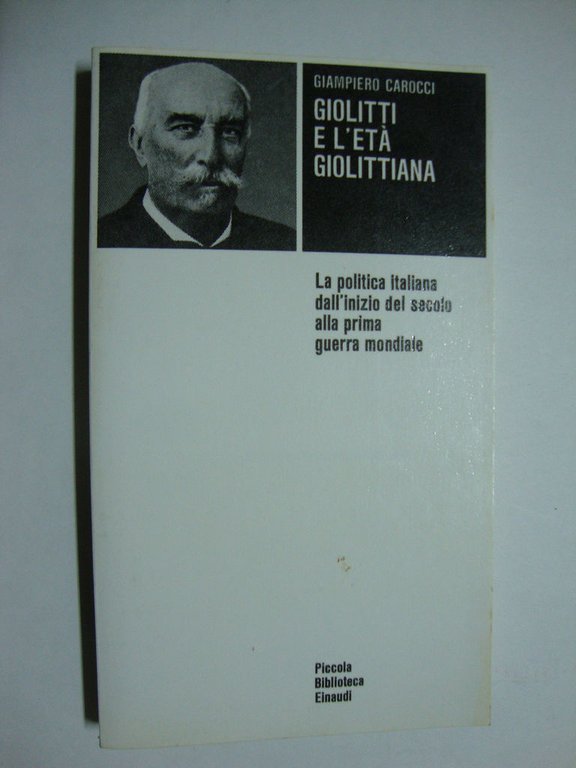 GIAMPIERO CAROCCI
GIOLITTI
E L'ETÀ
GIOLITTIANA
La politica italiana
dall'inizio del secolo
alla prima
guerra mondiale
Piccola
Biblioteca
Einaudi